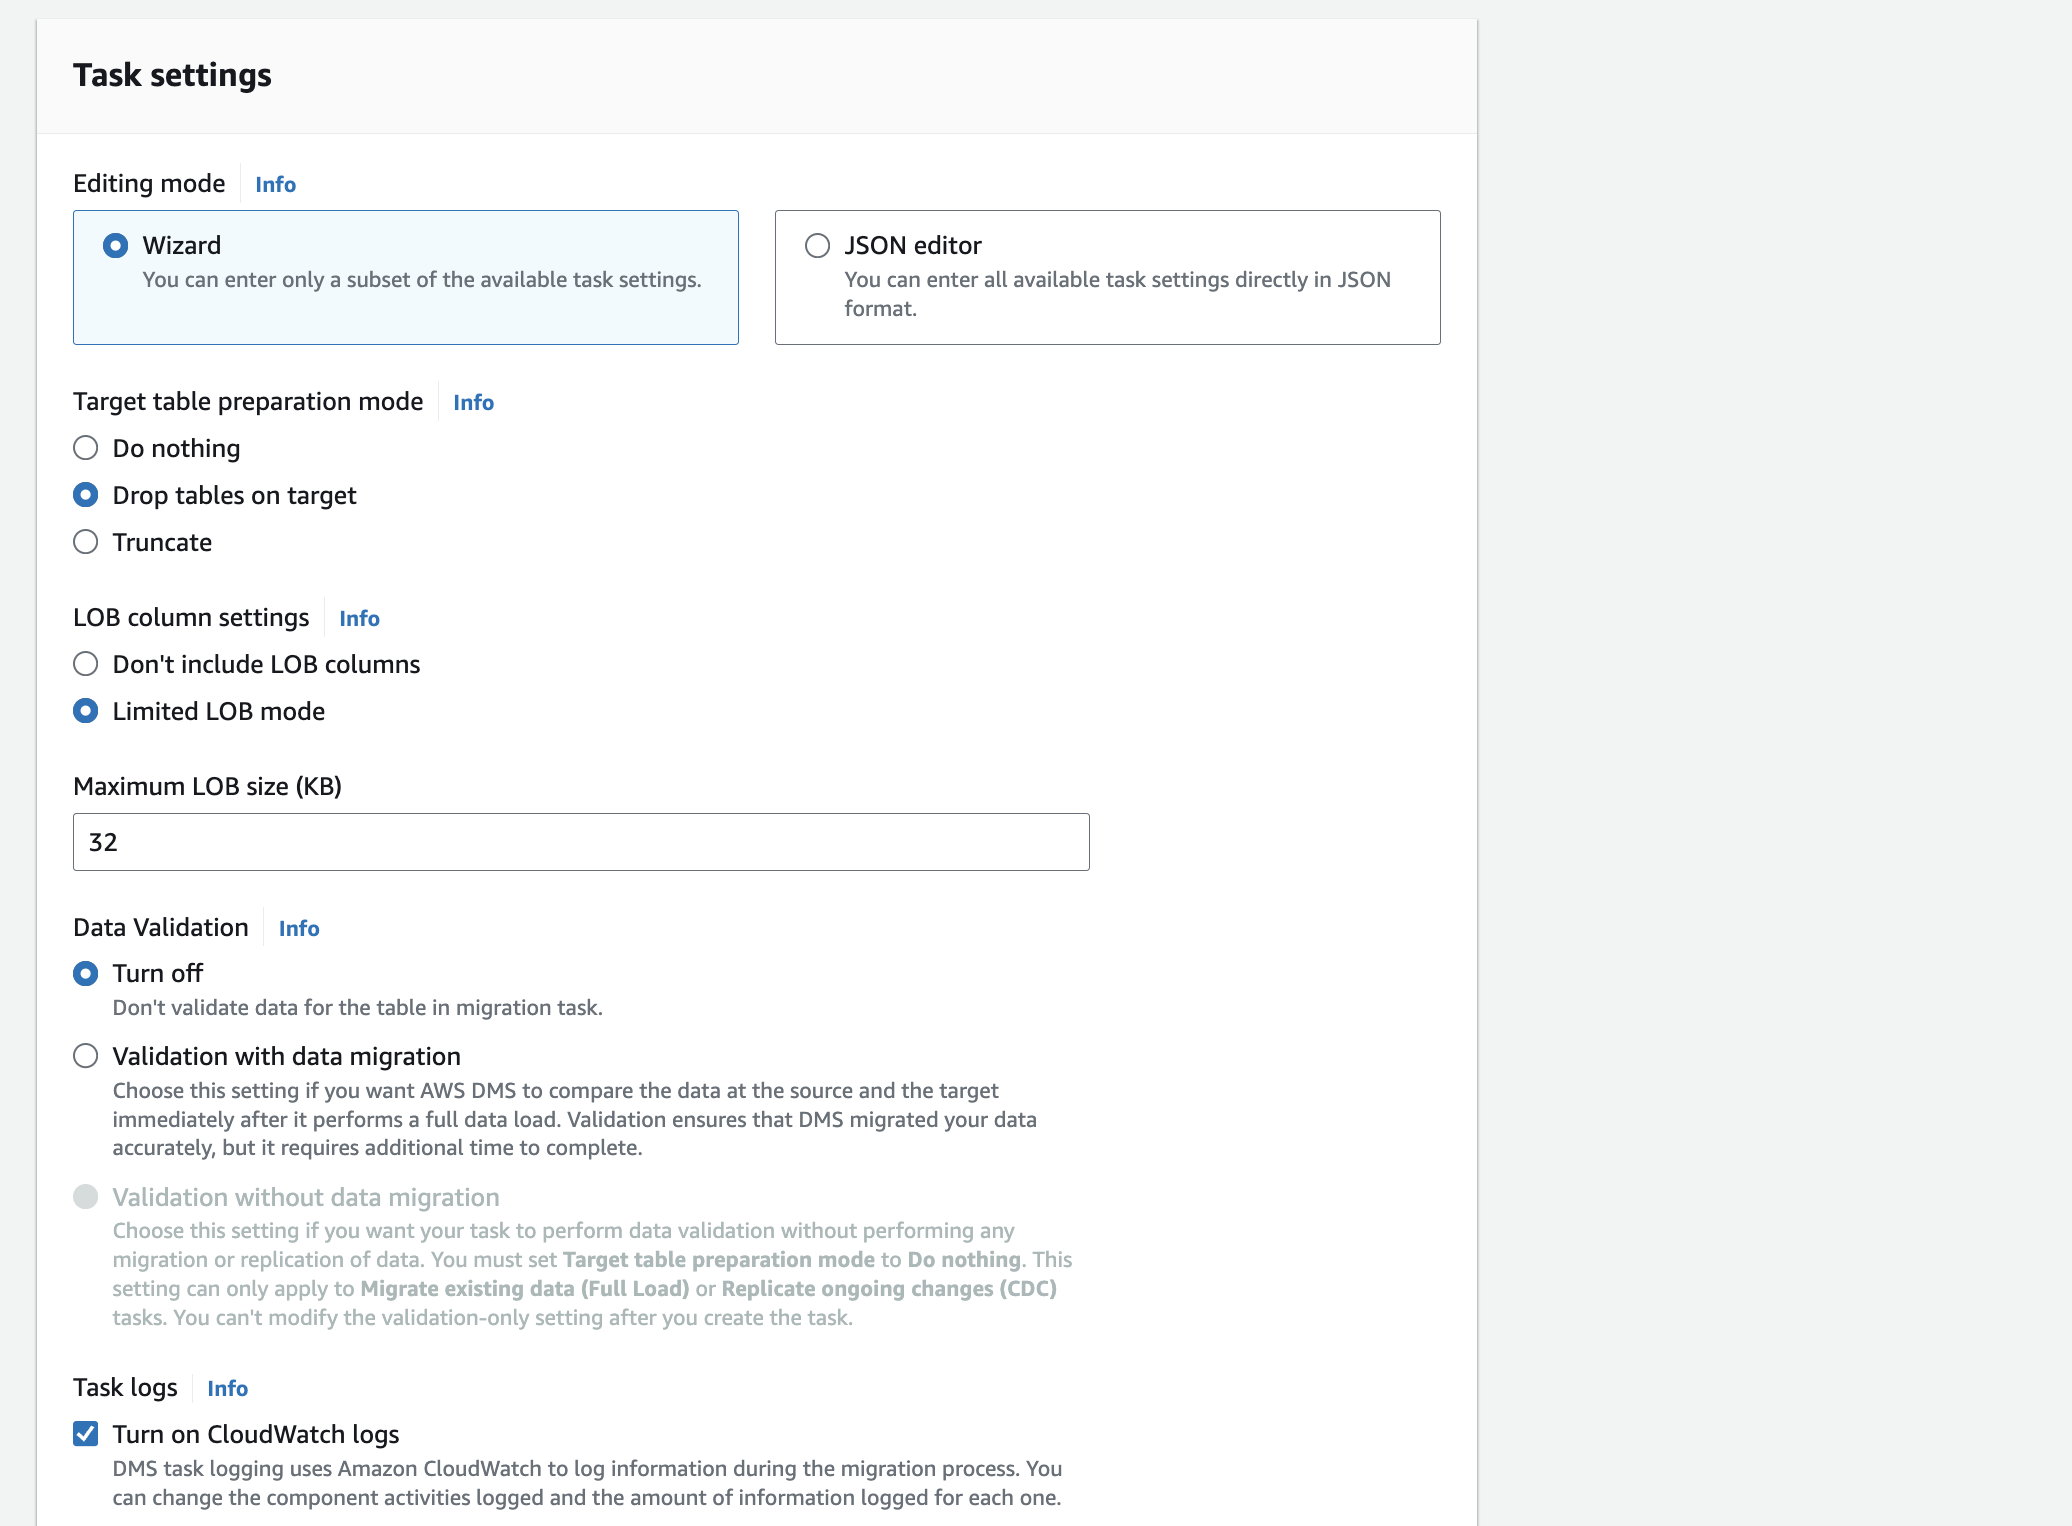 Task settings
Editing mode Info
Wizard
You can enter only a subset of the available task settings.
JSON editor
You can enter all available task settings directly in JSON
format.
Target table preparation mode Info
Do nothing
Drop tables on target
Truncate
LOB column settings Info
Don't include LOB columns
Limited LOB mode
Maximum LOB size (KB)
32
Data Validation Info
Turn off
Don't validate data for the table in migration task.
Validation with data migration
Choose this setting if you want AWS DMS to compare the data at the source and the target
immediately after it performs a full data load. Validation ensures that DMS migrated your data
accurately, but it requires additional time to complete.
Validation without data migration
Choose this setting if you want your task to perform data validation without performing any
migration or replication of data. You must set Target table preparation mode to Do nothing. This
setting can only apply to Migrate existing data (Full Load) or Replicate ongoing changes (CDC)
tasks. You can't modify the validation-only setting after you create the task.
Task logs Info
Turn on CloudWatch logs
DMS task logging uses Amazon CloudWatch to log information during the migration process. You
can change the component activities logged and the amount of information logged for each one.